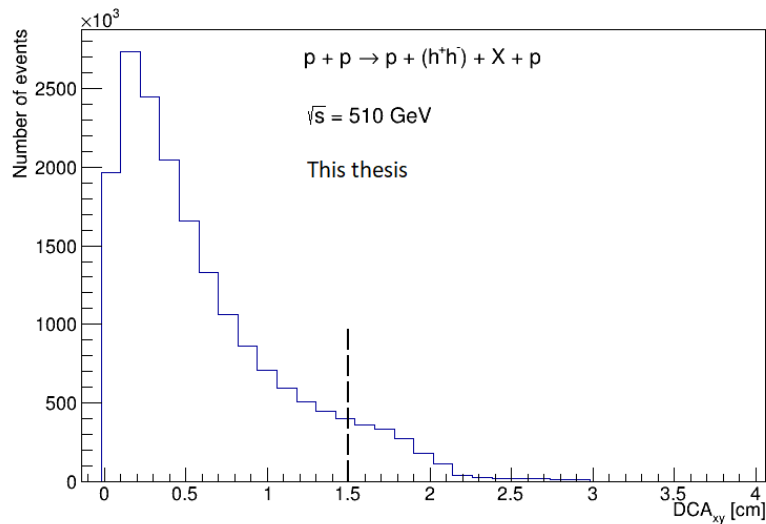 ×10³
Number of events
p + p → p + (h⁺h⁻) + X + p
√s = 510 GeV
This thesis
2500
2000
1500
1000
500
0
0 0.5 1 1.5 2 2.5 3 3.5 4
DCAxy [cm]